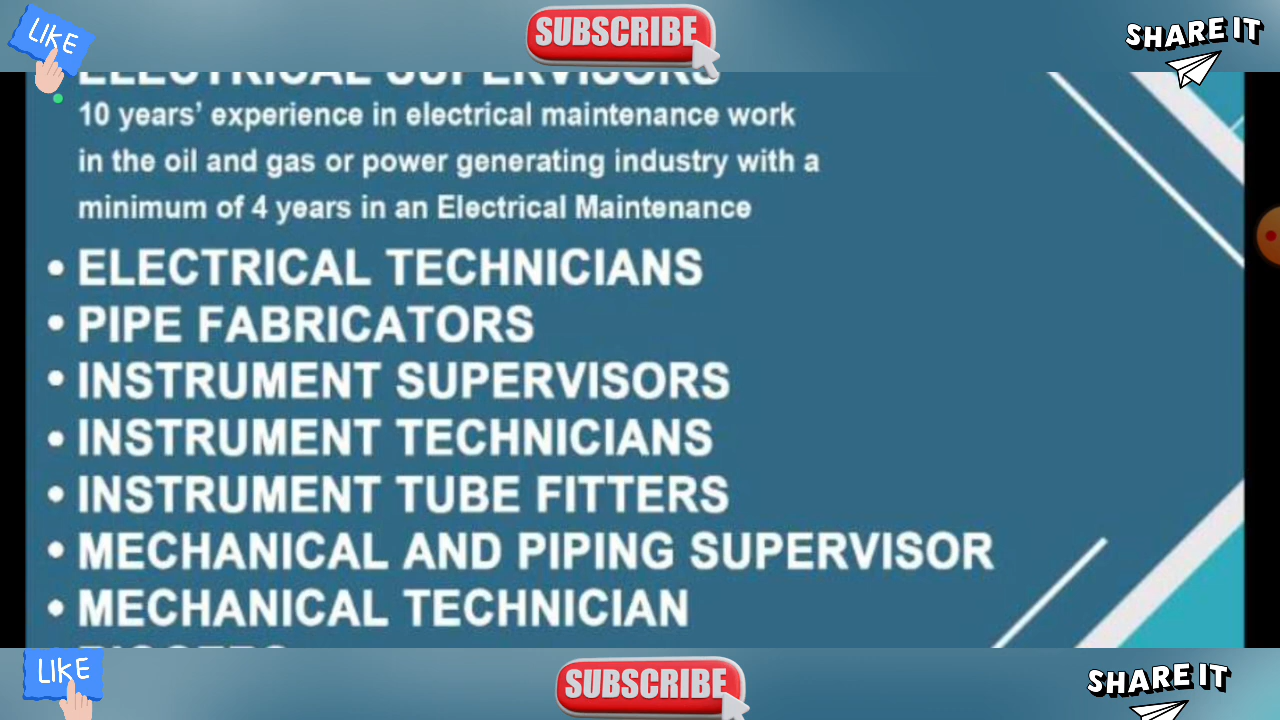 LIKE
SUBSCRIBE
SHARE IT
ELECTRICAL SUPERVISORS
10 years’ experience in electrical maintenance work
in the oil and gas or power generating industry with a
minimum of 4 years in an Electrical Maintenance
• ELECTRICAL TECHNICIANS
• PIPE FABRICATORS
• INSTRUMENT SUPERVISORS
• INSTRUMENT TECHNICIANS
• INSTRUMENT TUBE FITTERS
• MECHANICAL AND PIPING SUPERVISOR
• MECHANICAL TECHNICIAN
LIKE
SUBSCRIBE
SHARE IT